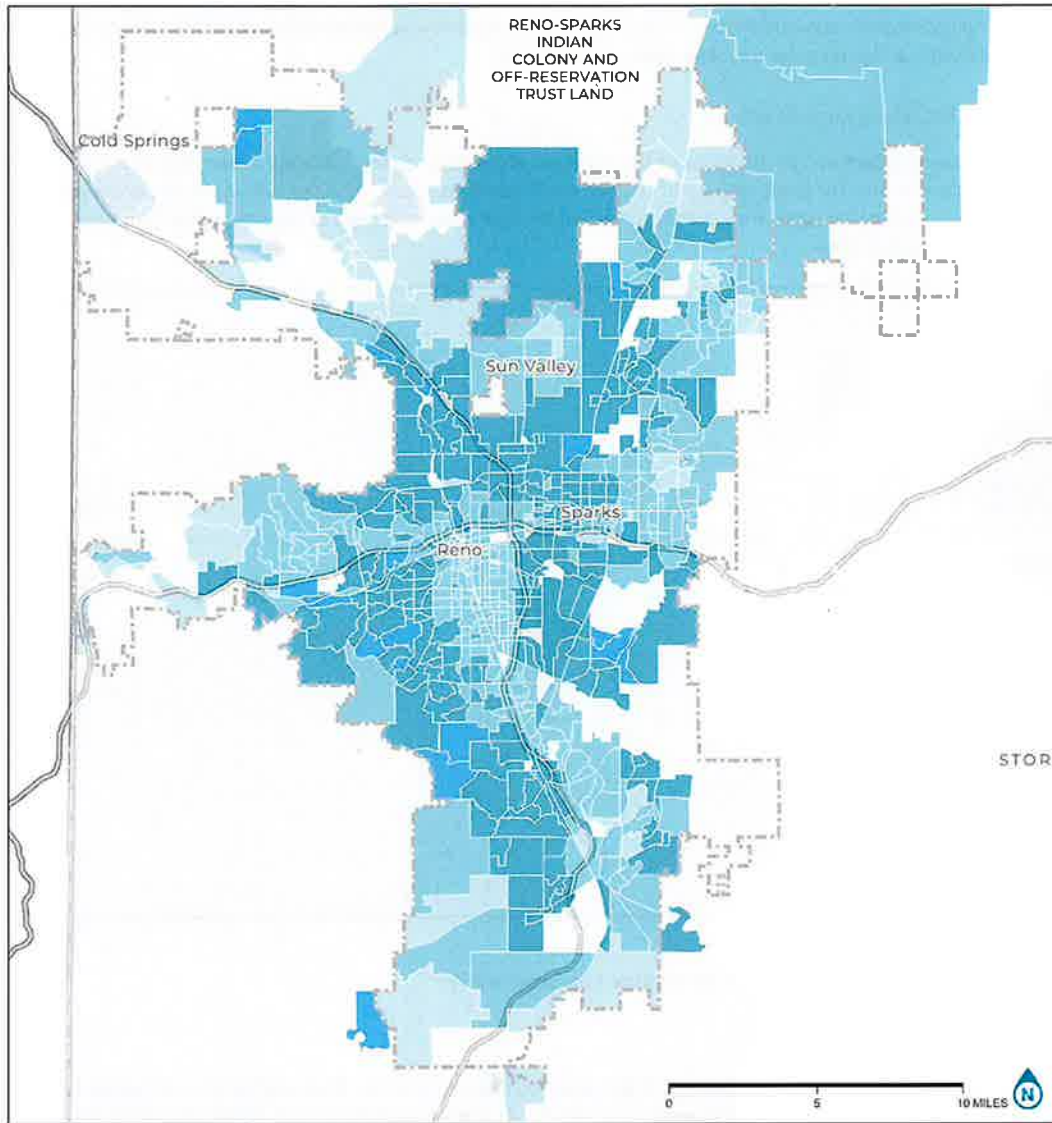 RENO-SPARKS
INDIAN
COLONY AND
OFF-RESERVATION
TRUST LAND
Cold Springs
Sun Valley
Sparks
Reno
STOR
0
5
10 MILES
N